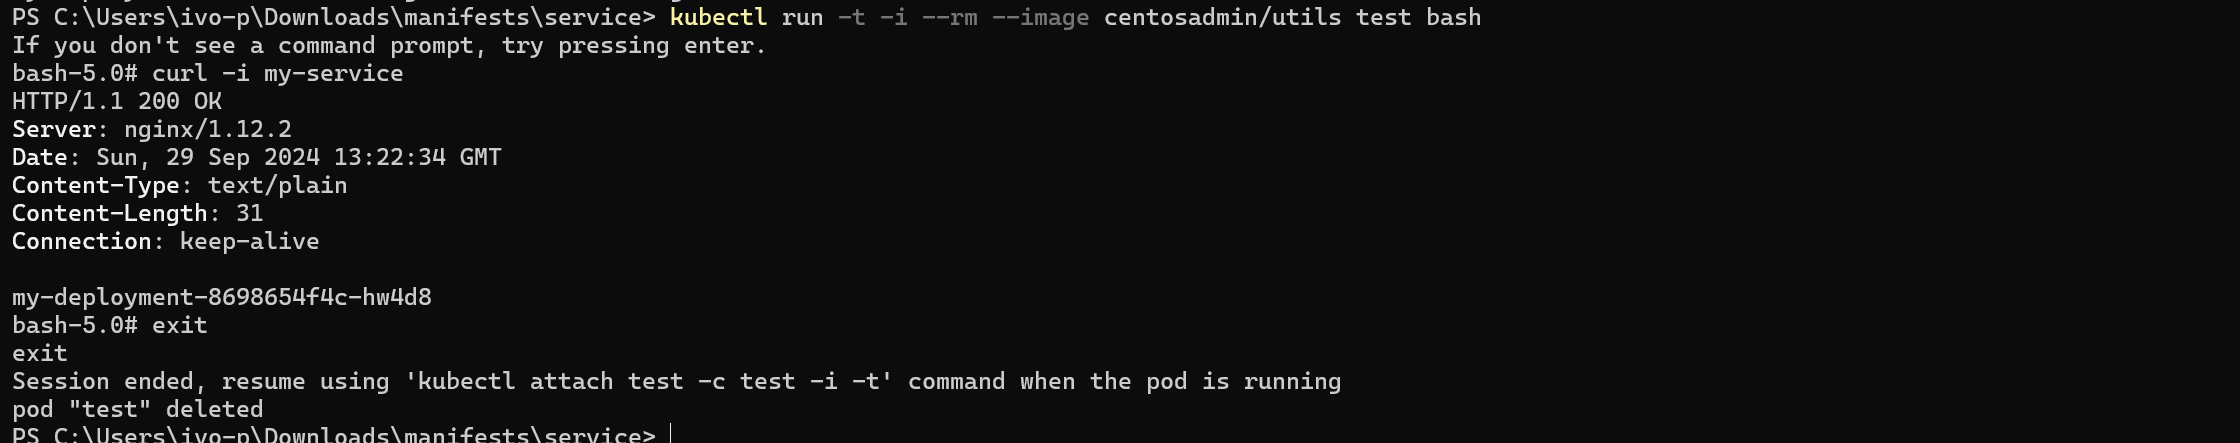 PS C:\Users\ivo-p\Downloads\manifests\service> kubectl run -t -i --rm --image centosadmin/utils test bash
If you don't see a command prompt, try pressing enter.
bash-5.0# curl -i my-service
HTTP/1.1 200 OK
Server: nginx/1.12.2
Date: Sun, 29 Sep 2024 13:22:34 GMT
Content-Type: text/plain
Content-Length: 31
Connection: keep-alive

my-deployment-8698654f4c-hw4d8
bash-5.0# exit
exit
Session ended, resume using 'kubectl attach test -c test -i -t' command when the pod is running
pod "test" deleted
PS C:\Users\ivo-p\Downloads\manifests\service>